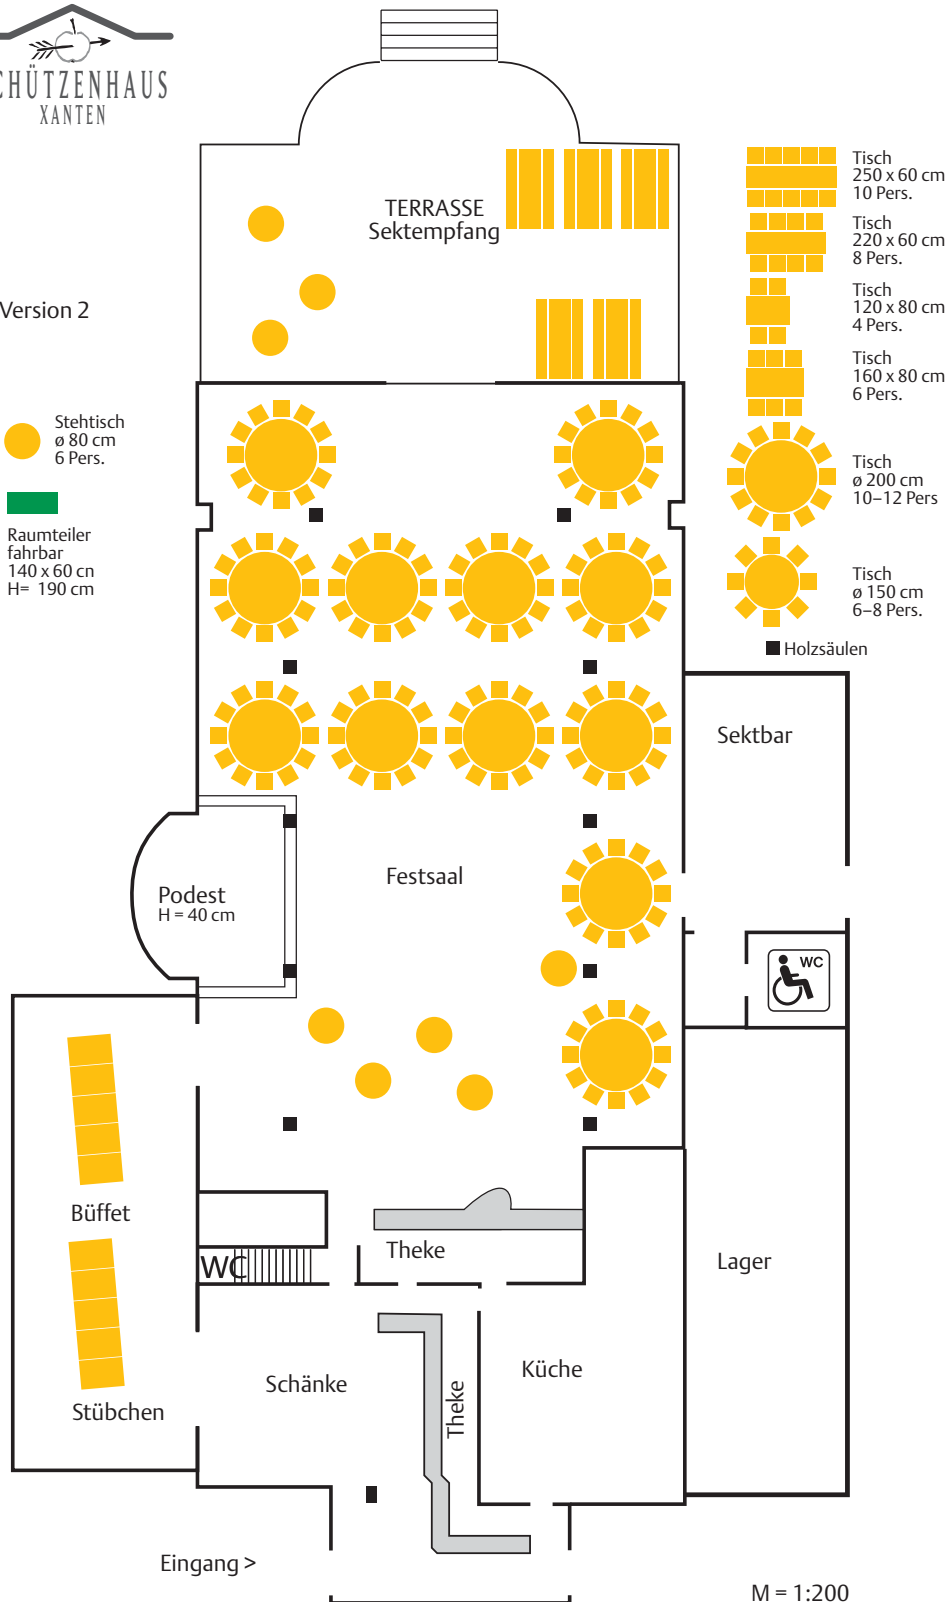 CHÜTZENHAUS
XANTEN
TERRASSE
Sektempfang
Version 2
Stehtisch
ø 80 cm
6 Pers.
Raumteiler
fahrbar
140 x 60 cn
H= 190 cm
Tisch
250 x 60 cm
10 Pers.
Tisch
220 x 60 cm
8 Pers.
Tisch
120 x 80 cm
4 Pers.
Tisch
160 x 80 cm
6 Pers.
Tisch
ø 200 cm
10–12 Pers
Tisch
ø 150 cm
6–8 Pers.
Holzsäulen
Sektbar
Festsaal
Podest
H = 40 cm
WC
Büffet
Theke
WC
Lager
Küche
Schänke
Theke
Stübchen
Eingang >
M = 1:200